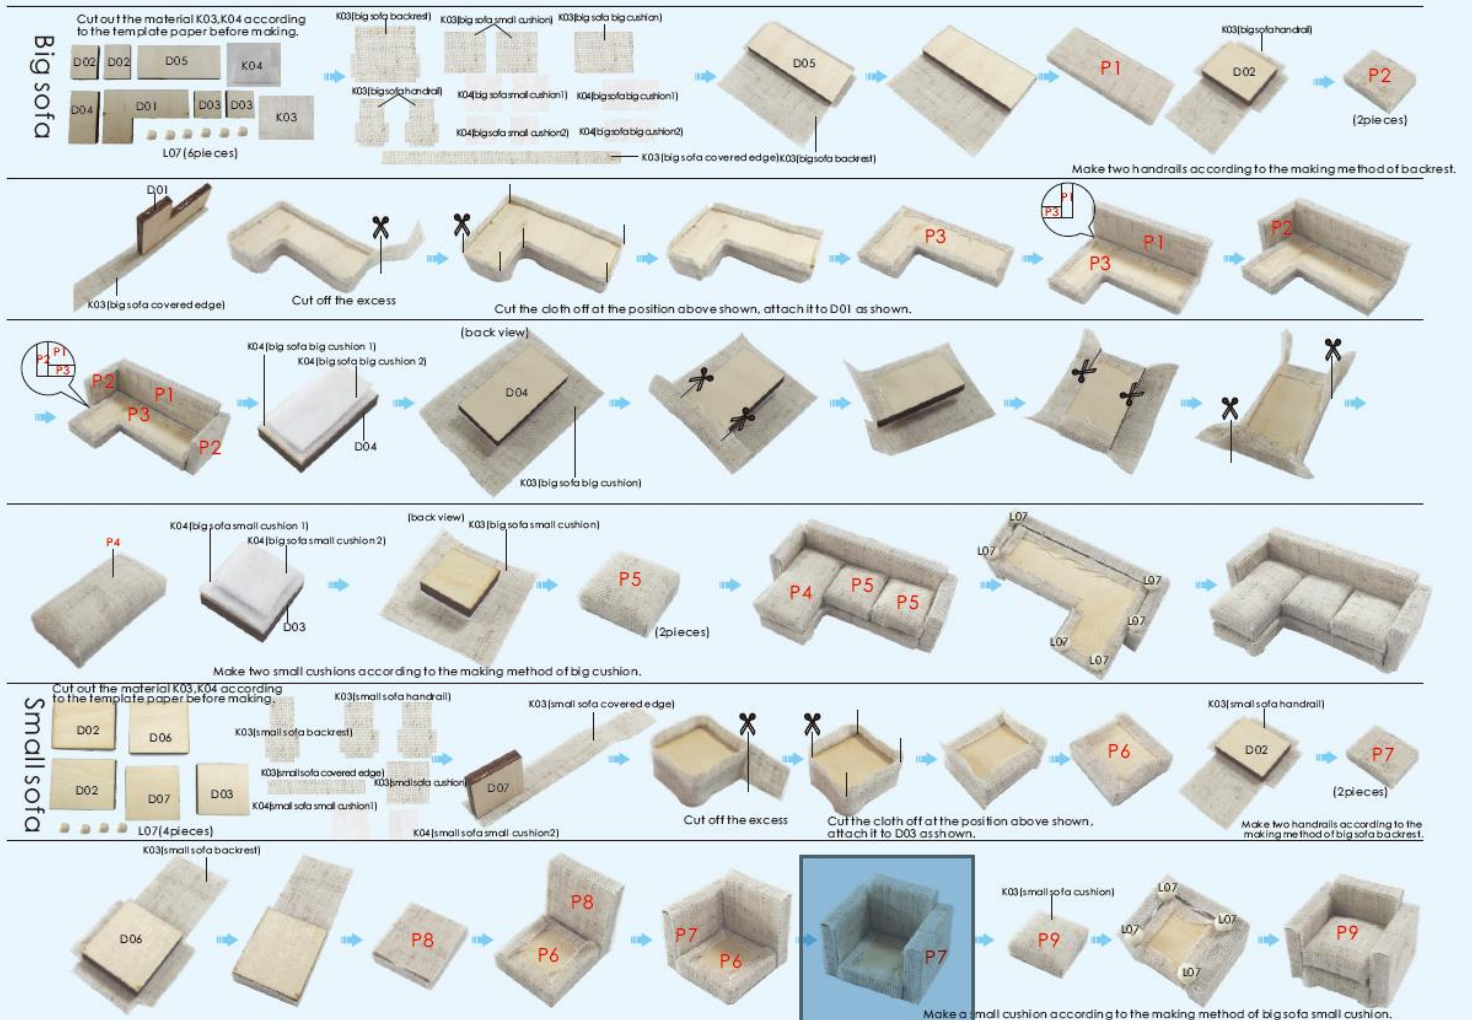 Big sofa
Cut out the material K03,K04 according
to the template paper before making.
D02
D02
D05
K04
D04
D01
D03
D03
K03
L07(6pieces)
K03(big sofa backrest)
K03(big sofa small cushion)
K03(big sofa big cushion)
K03(big sofa handrail)
K04(big sofa small cushion1)
K04(big sofa big cushion1)
K04(big sofa small cushion2)
K04(big sofa big cushion2)
K03(big sofa covered edge)
D05
K03(big sofa backrest)
P1
K03(big sofa handrail)
D02
P2
(2pieces)
Make two handrails according to the making method of backrest.
D01
K03(big sofa covered edge)
Cut off the excess
Cut the cloth off at the position above shown, attach it to D01 as shown.
P3
P1
P3
P1
P3
P2
P2
P1
P3
P2
P1
P3
P2
K04(big sofa big cushion 1)
K04(big sofa big cushion 2)
D04
(back view)
D04
K03(big sofa big cushion)
P4
K04(big sofa small cushion 1)
K04(big sofa small cushion 2)
D03
(back view)
K03(big sofa small cushion)
P5
(2pieces)
Make two small cushions according to the making method of big cushion.
P4
P5
P5
L07
L07
L07
L07
L07
L07
Small sofa
Cut out the material K03,K04 according
to the template paper before making.
D02
D06
D02
D07
D03
L07(4pieces)
K03(small sofa handrail)
K03(small sofa backrest)
K03(small sofa covered edge)
K03(small sofa cushion)
K04(small sofa small cushion1)
K04(small sofa small cushion2)
K03(small sofa covered edge)
D07
Cut off the excess
Cut the cloth off at the position above shown,
attach it to D03 as shown.
P6
K03(small sofa handrail)
D02
P7
(2pieces)
Make two handrails according to the
making method of big sofa backrest.
K03(small sofa backrest)
D06
P8
P8
P6
P7
P6
P7
K03(small sofa cushion)
P9
L07
L07
L07
L07
P9
Make a small cushion according to the making method of big sofa small cushion.